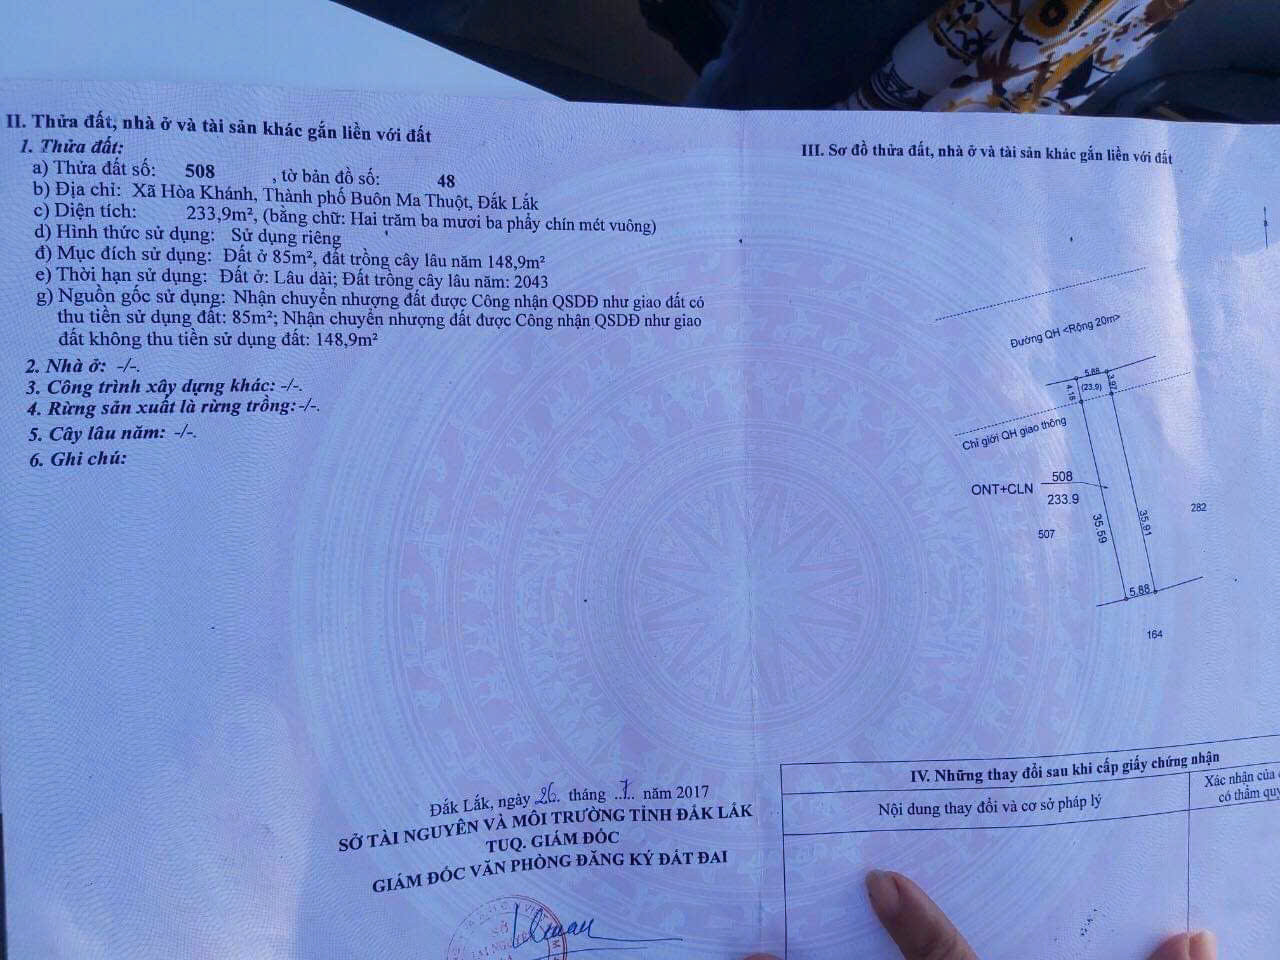 II. Thửa đất, nhà ở và tài sản khác gắn liền với đất
1. Thửa đất:
a) Thửa đất số: 508 , tờ bản đồ số: 48
b) Địa chỉ: Xã Hòa Khánh, Thành phố Buôn Ma Thuột, Đắk Lắk
c) Diện tích: 233,9m², (bằng chữ: Hai trăm ba mươi ba phẩy chín mét vuông)
d) Hình thức sử dụng: Sử dụng riêng
đ) Mục đích sử dụng: Đất ở 85m², đất trồng cây lâu năm 148,9m²
e) Thời hạn sử dụng: Đất ở: Lâu dài; Đất trồng cây lâu năm: 2043
g) Nguồn gốc sử dụng: Nhận chuyển nhượng đất được Công nhận QSDĐ như giao đất có
thu tiền sử dụng đất: 85m²; Nhận chuyển nhượng đất được Công nhận QSDĐ như giao
đất không thu tiền sử dụng đất: 148,9m²
2. Nhà ở: -/-.
3. Công trình xây dựng khác: -/-.
4. Rừng sản xuất là rừng trồng: -/-.
5. Cây lâu năm: -/-.
6. Ghi chú:
Đắk Lắk, ngày 26 tháng 7 năm 2017
SỞ TÀI NGUYÊN VÀ MÔI TRƯỜNG TỈNH ĐẮK LẮK
TUQ. GIÁM ĐỐC
GIÁM ĐỐC VĂN PHÒNG ĐĂNG KÝ ĐẤT ĐAI
III. Sơ đồ thửa đất, nhà ở và tài sản khác gắn liền với đất
Đường QH <Rộng 20m>
5.88
4.18
(23.9)
3.97
Chỉ giới QH giao thông
ONT+CLN
508
233.9
507
35.59
35.91
282
5.88
164
IV. Những thay đổi sau khi cấp giấy chứng nhận
Nội dung thay đổi và cơ sở pháp lý
Xác nhận của
có thẩm quy